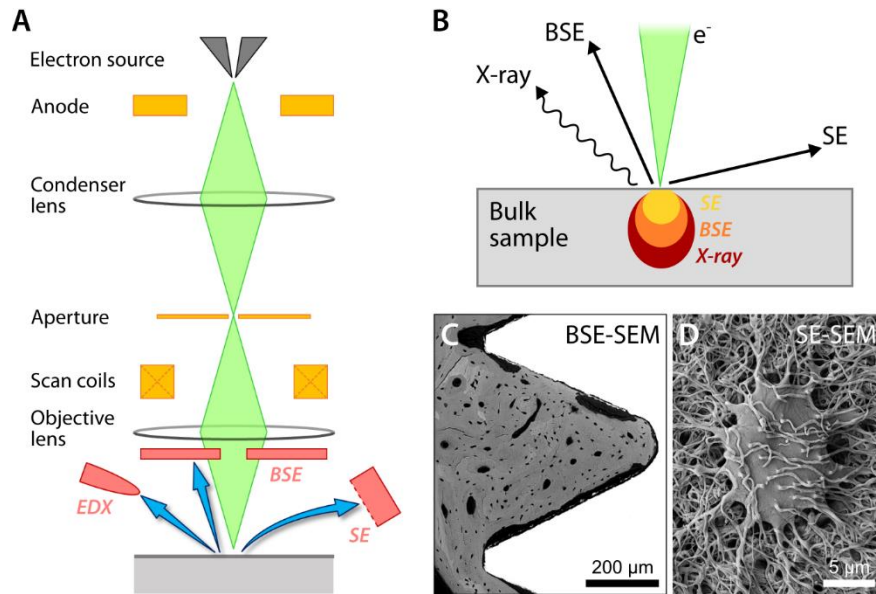 A
Electron source
Anode
Condenser
lens
Aperture
Scan coils
Objective
lens
BSE
EDX
SE
B
BSE
e-
X-ray
SE
Bulk
sample
SE
BSE
X-ray
C
BSE-SEM
200 µm
D
SE-SEM
5 µm